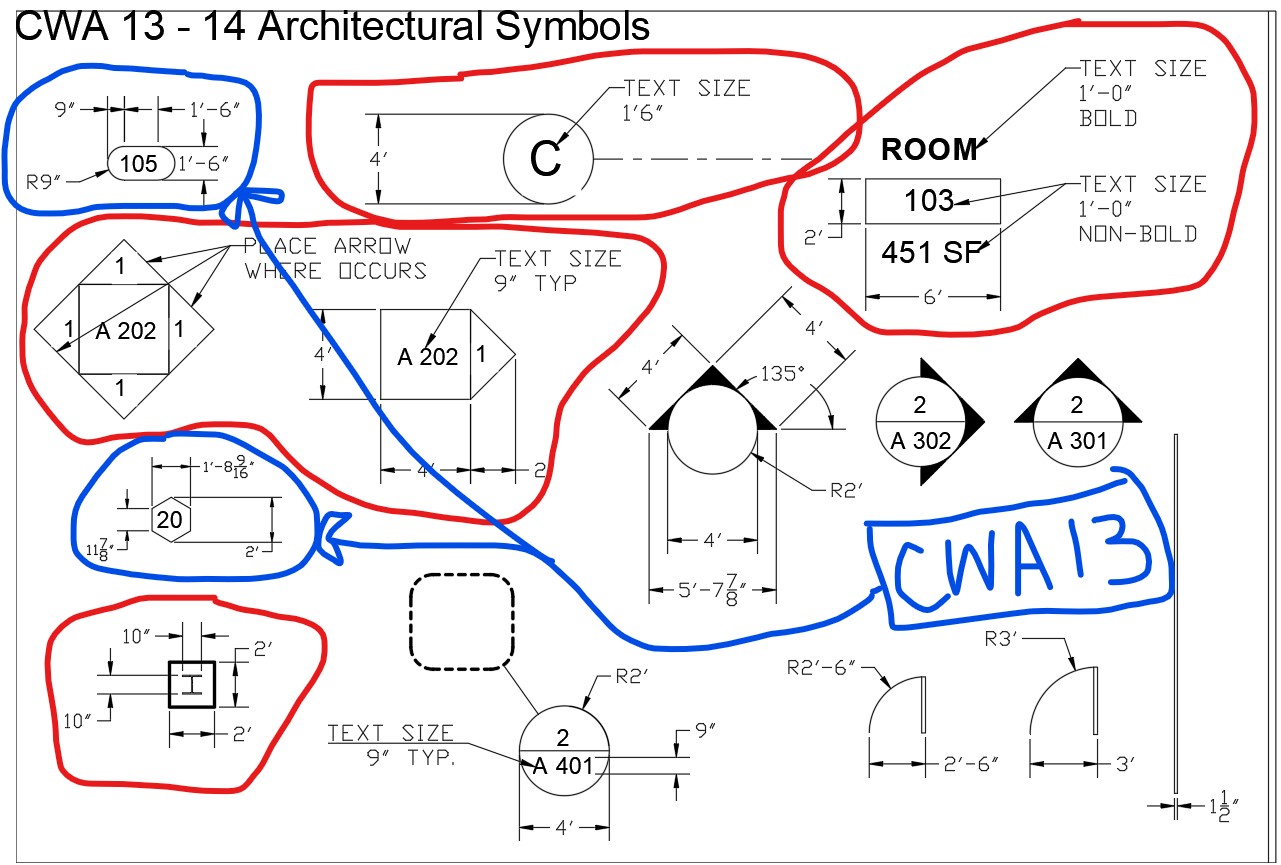 CWA 13 - 14 Architectural Symbols
9"
1'-6"
105
1'-6"
R9"
TEXT SIZE
1'6"
4'
C
TEXT SIZE
1'-0"
BOLD
ROOM
103
TEXT SIZE
1'-0"
NON-BOLD
2'
451 SF
6'
PLACE ARROW
WHERE OCCURS
1
1
A 202
1
1
TEXT SIZE
9" TYP
4'
A 202
1
4'
2
4'
4'
135°
R2'
4'
5'-7 7/8"
2
A 302
2
A 301
1'-8 9/16"
20
11 7/8"
2'
CWA13
10"
2'
10"
2'
R2'
TEXT SIZE
9" TYP.
2
A 401
9"
4'
R2'-6"
2'-6"
R3'
3'
1 1/2"